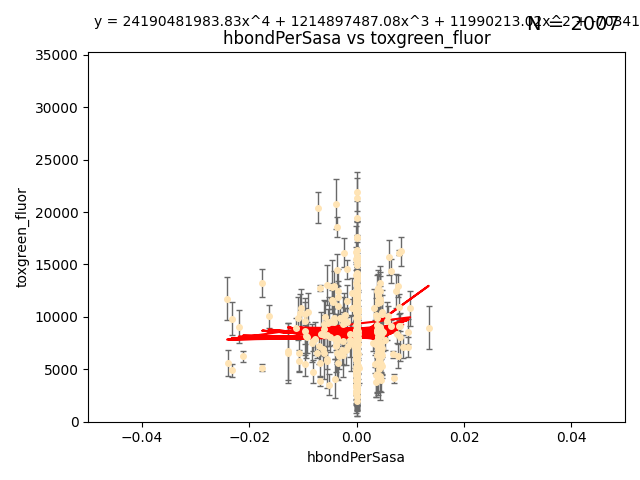 y = 24190481983.83x^4 + 1214897487.08x^3 + 11990213.02x^2
N = 2007
hbondPerSasa vs toxgreen_fluor
35000
30000
25000
20000
15000
10000
5000
0
toxgreen_fluor
−0.04
−0.02
0.00
0.02
0.04
hbondPerSasa